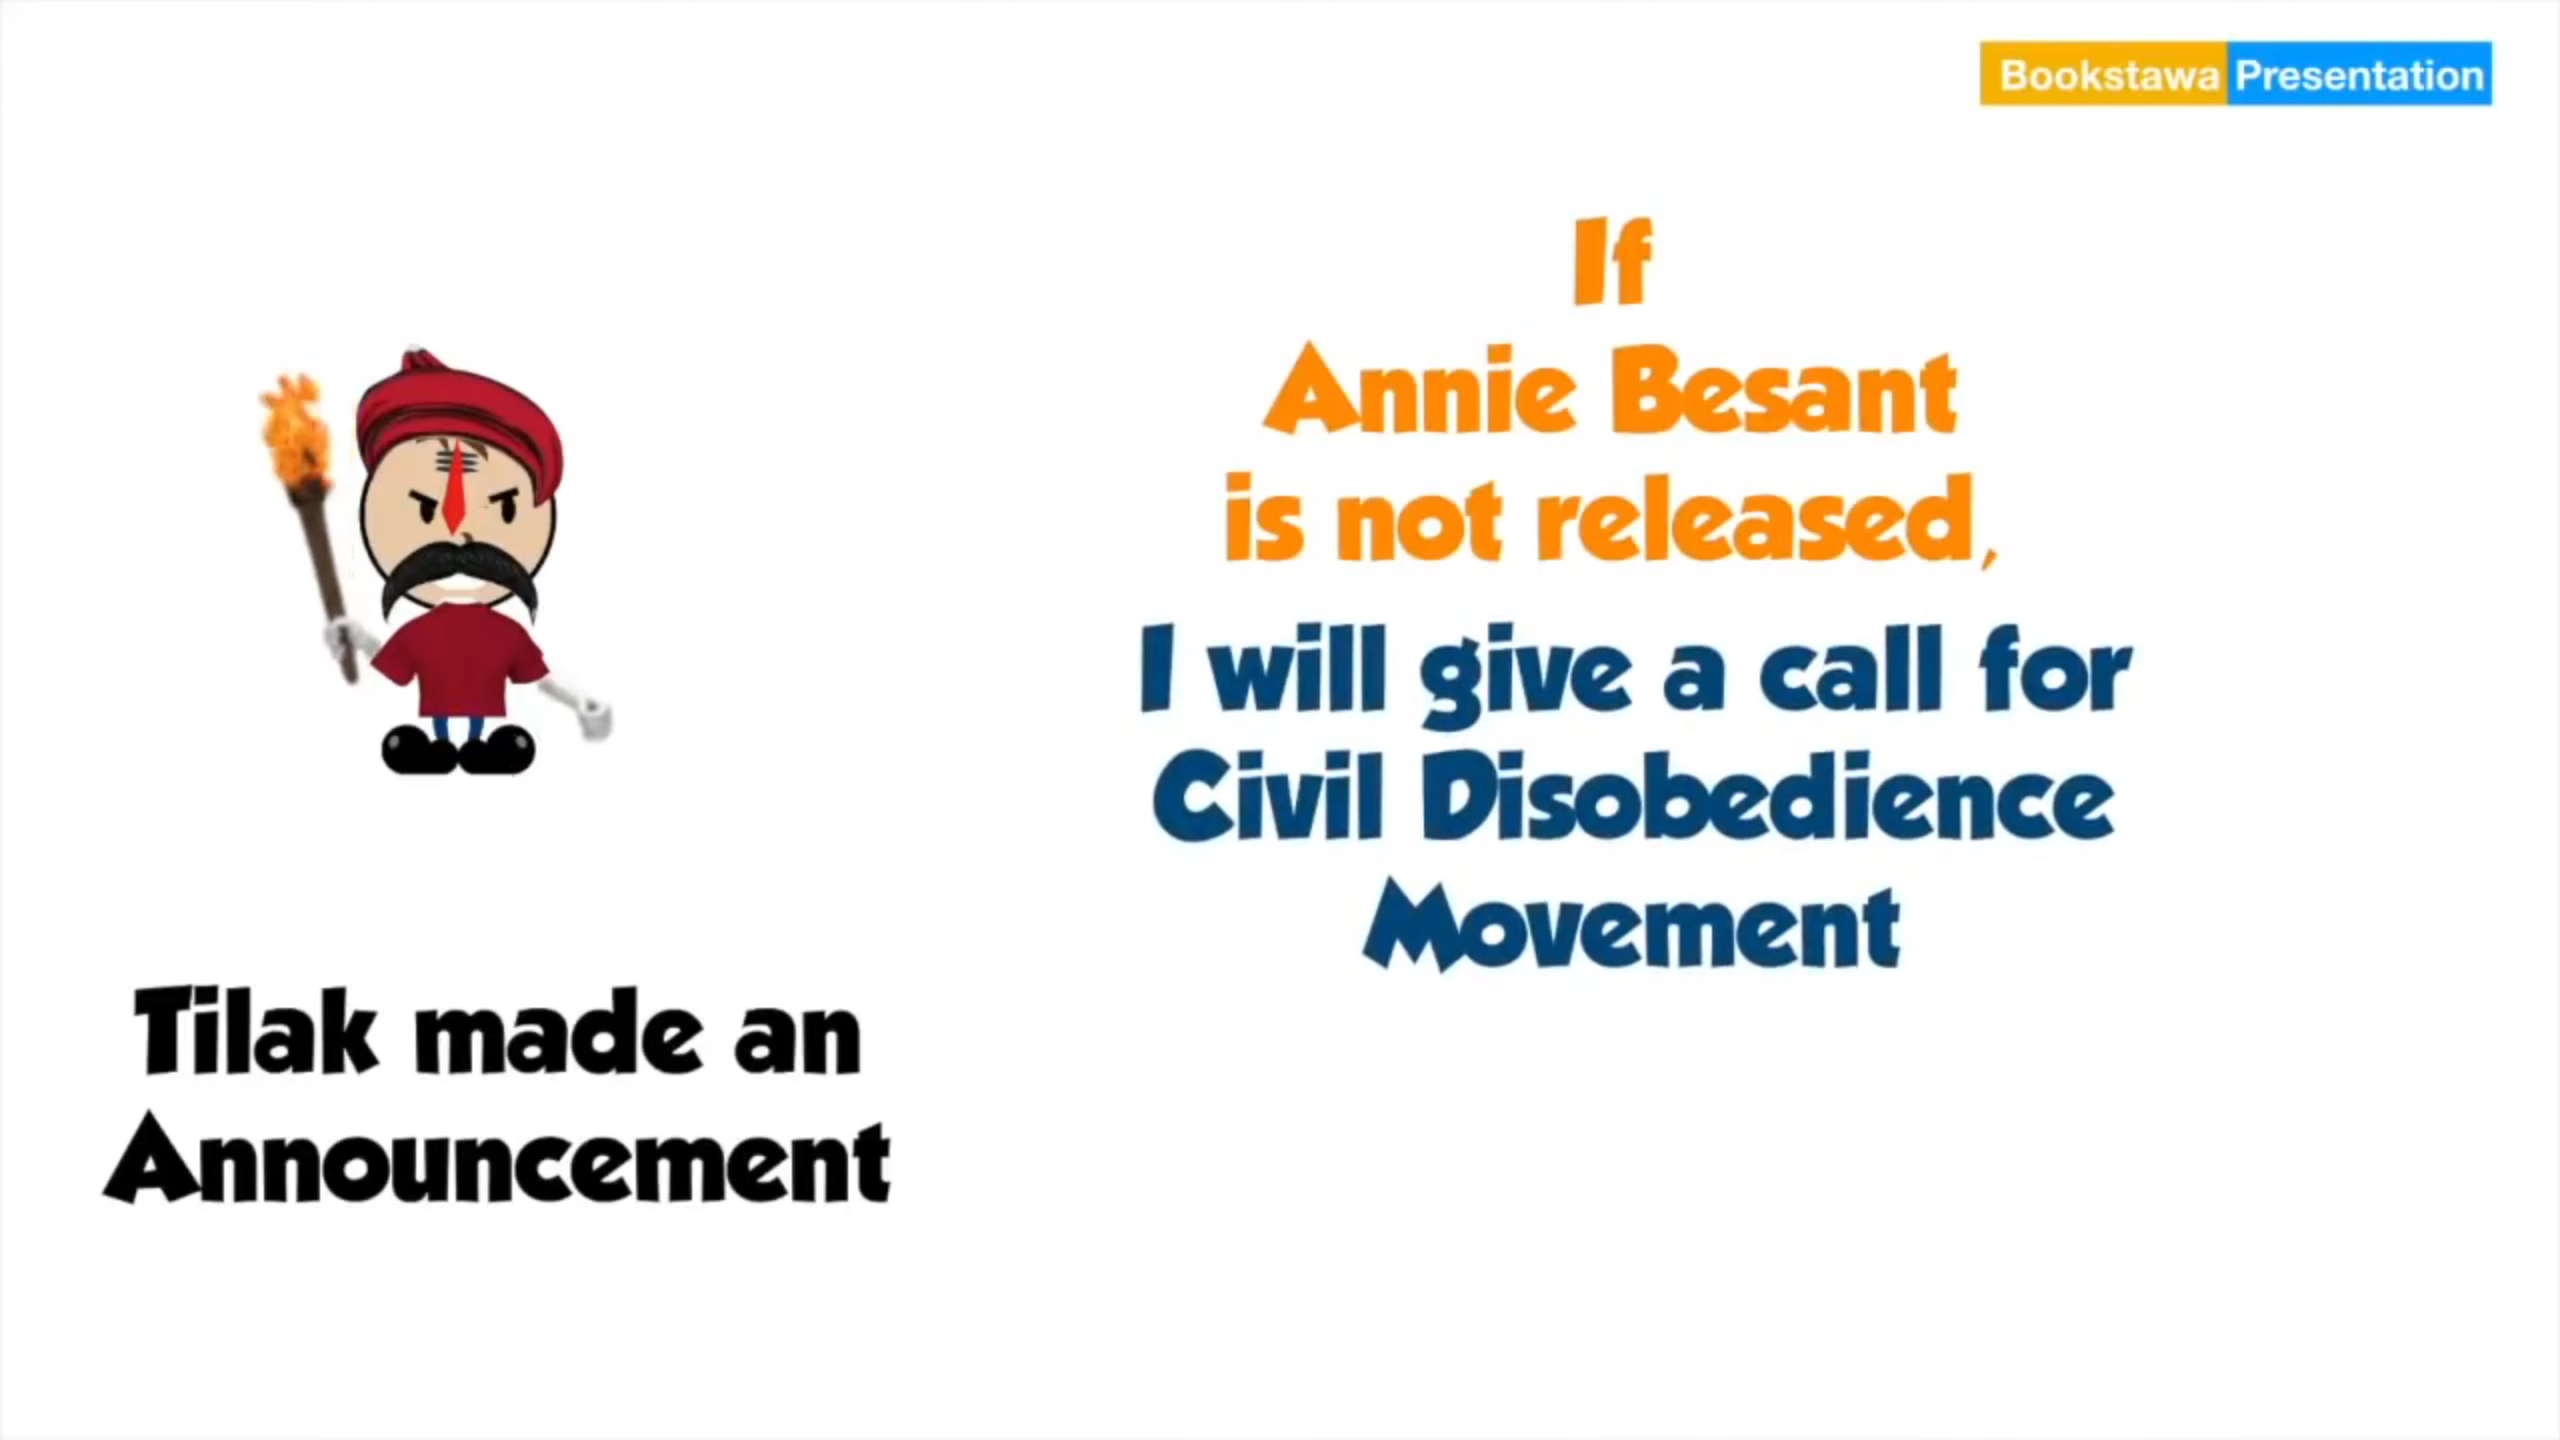 Bookstawa Presentation
If
Annie Besant
is not released,
I will give a call for
Civil Disobedience
Movement
Tilak made an
Announcement